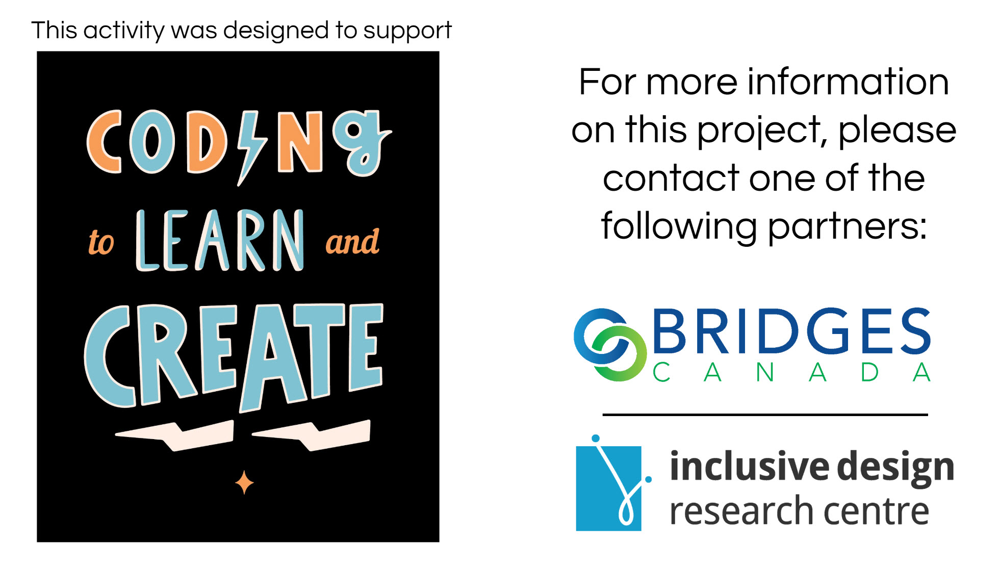 This activity was designed to support
CODING
to LEARN and
CREATE
For more information
on this project, please
contact one of the
following partners:
BRIDGES
CANADA
inclusive design
research centre